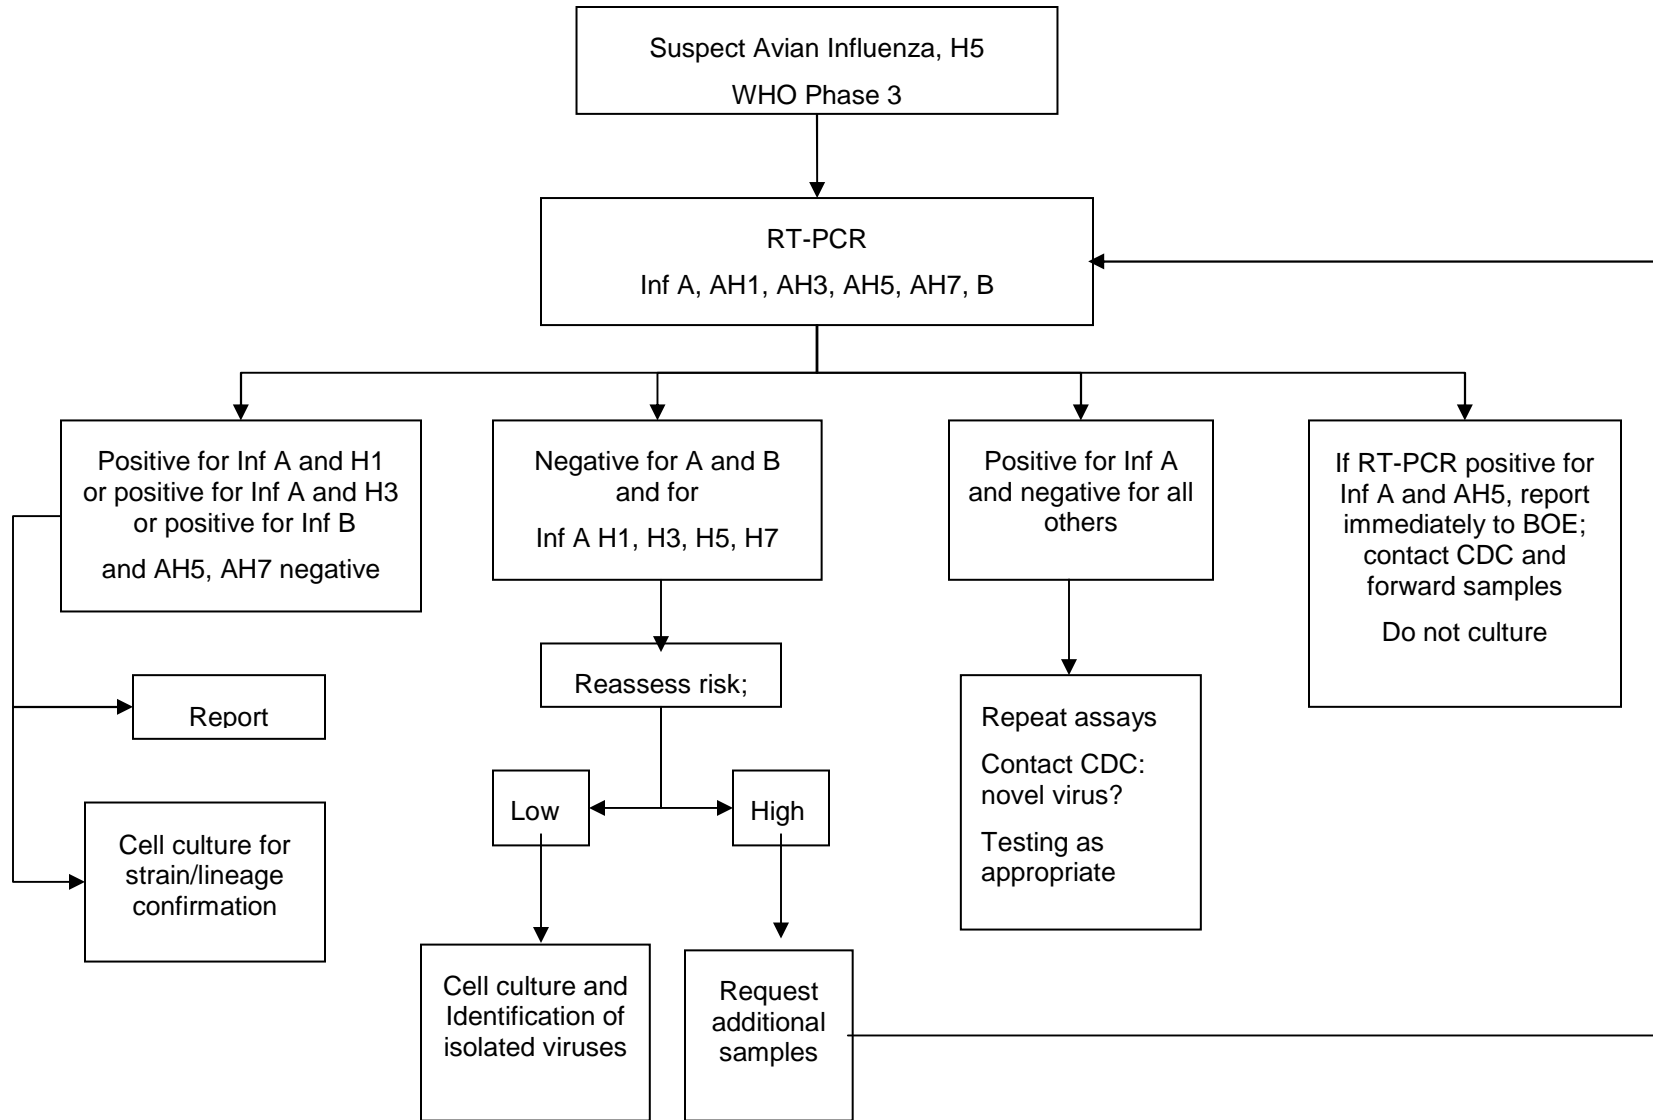 Suspect Avian Influenza, H5
WHO Phase 3
RT-PCR
Inf A, AH1, AH3, AH5, AH7, B
Positive for Inf A and H1
or positive for Inf A and H3
or positive for Inf B
and AH5, AH7 negative
Negative for A and B
and for
Inf A H1, H3, H5, H7
Positive for Inf A
and negative for all
others
If RT-PCR positive for
Inf A and AH5, report
immediately to BOE;
contact CDC and
forward samples
Do not culture
Report
Cell culture for
strain/lineage
confirmation
Reassess risk;
Low
High
Cell culture and
Identification of
isolated viruses
Request
additional
samples
Repeat assays
Contact CDC:
novel virus?
Testing as
appropriate